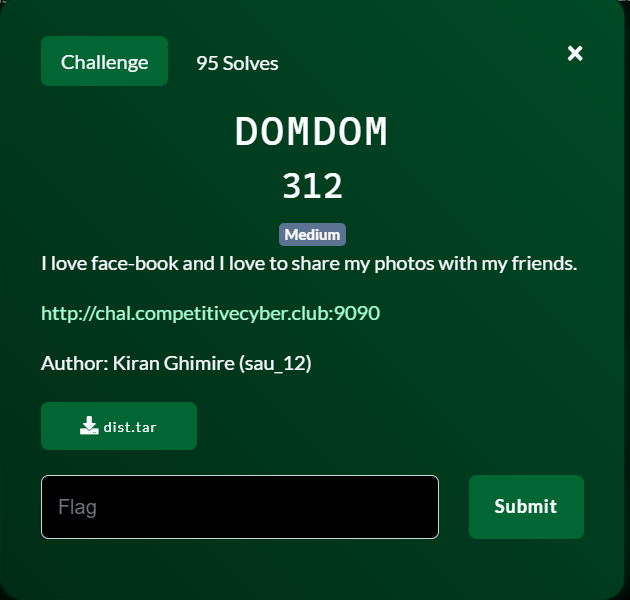 Challenge
95 Solves
×
DOMDOM
312
Medium
I love face-book and I love to share my photos with my friends.
http://chal.competitivecyber.club:9090
Author: Kiran Ghimire (sau_12)
dist.tar
Flag
Submit